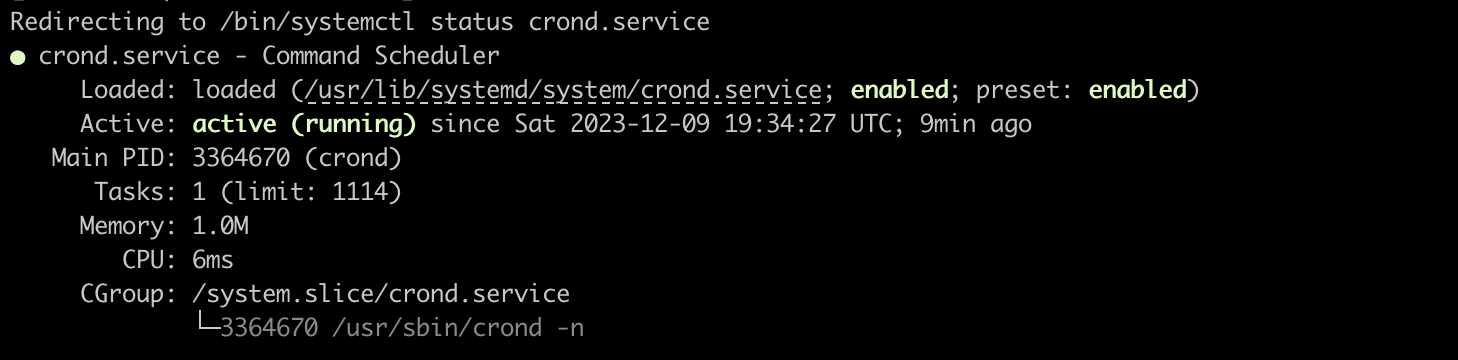 Redirecting to /bin/systemctl status crond.service
● crond.service - Command Scheduler
Loaded: loaded (/usr/lib/systemd/system/crond.service; enabled; preset: enabled)
Active: active (running) since Sat 2023-12-09 19:34:27 UTC; 9min ago
Main PID: 3364670 (crond)
Tasks: 1 (limit: 1114)
Memory: 1.0M
CPU: 6ms
CGroup: /system.slice/crond.service
└─3364670 /usr/sbin/crond -n